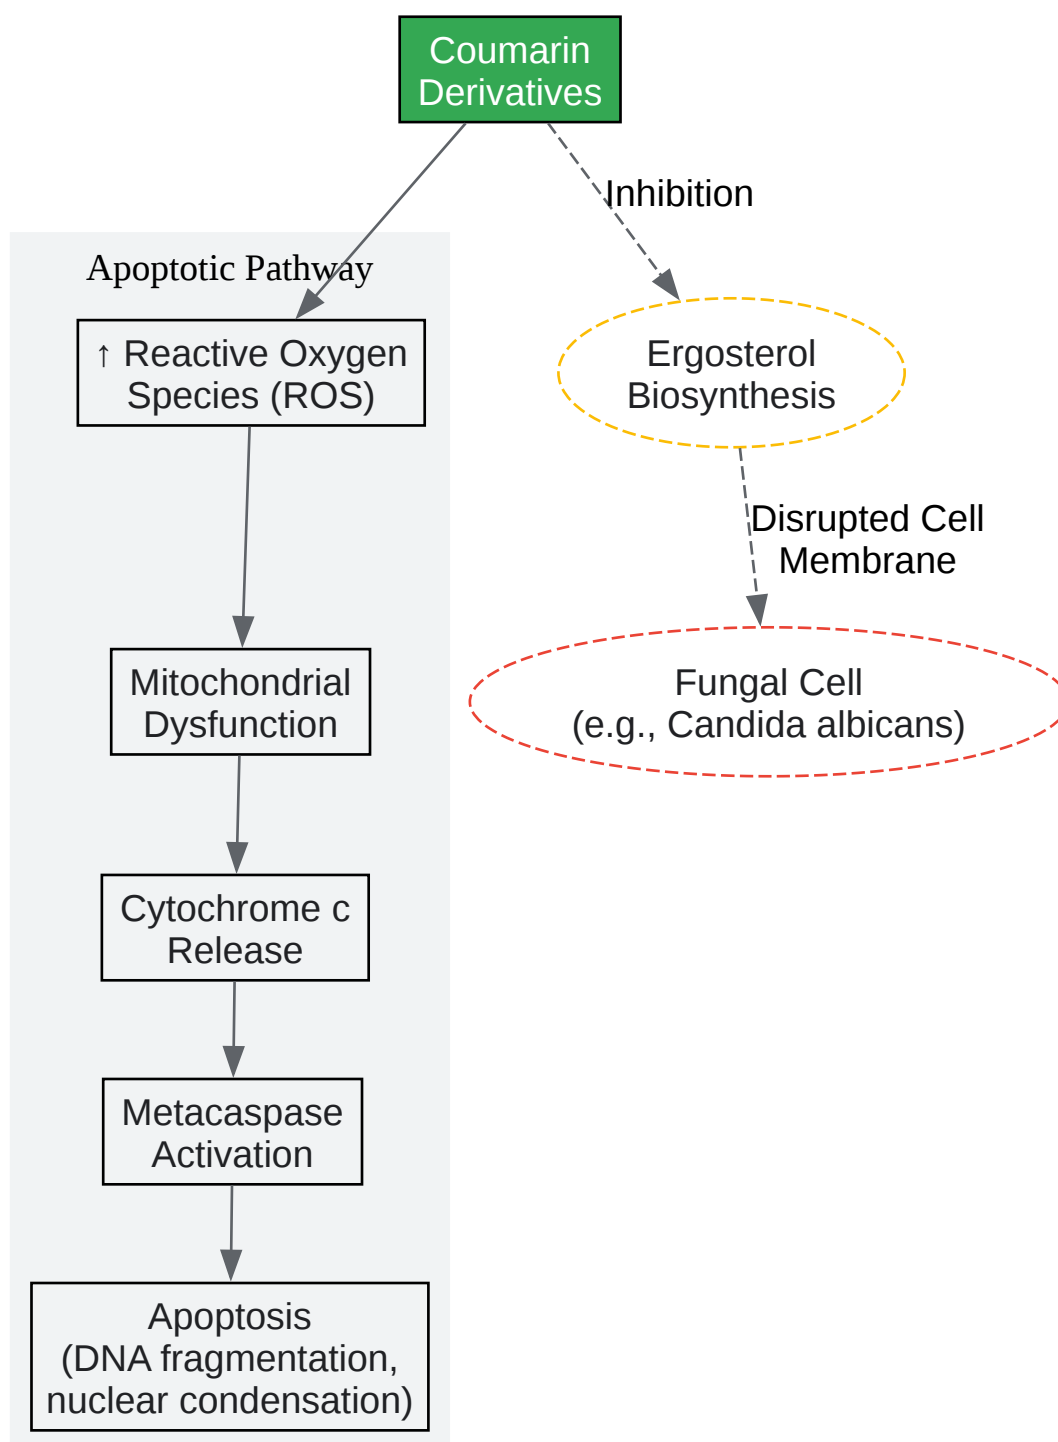 Coumarin
Derivatives
Inhibition
Apoptotic Pathway
↑ Reactive Oxygen
Species (ROS)
Ergosterol
Biosynthesis
Disrupted Cell
Membrane
Mitochondrial
Dysfunction
Fungal Cell
(e.g., Candida albicans)
Cytochrome c
Release
Metacaspase
Activation
Apoptosis
(DNA fragmentation,
nuclear condensation)